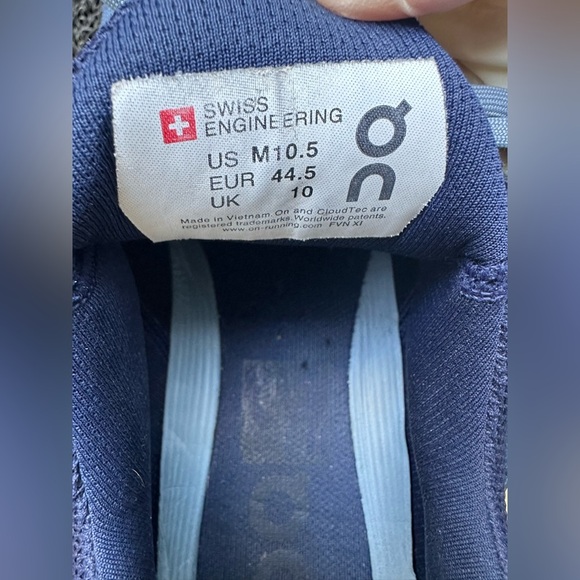 SWISS
ENGINEERING
US M10.5
EUR 44.5
UK 10
Made in Vietnam On and CloudTec are
registered trademarks. Worldwide patents.
www.on-running.com FVN XI